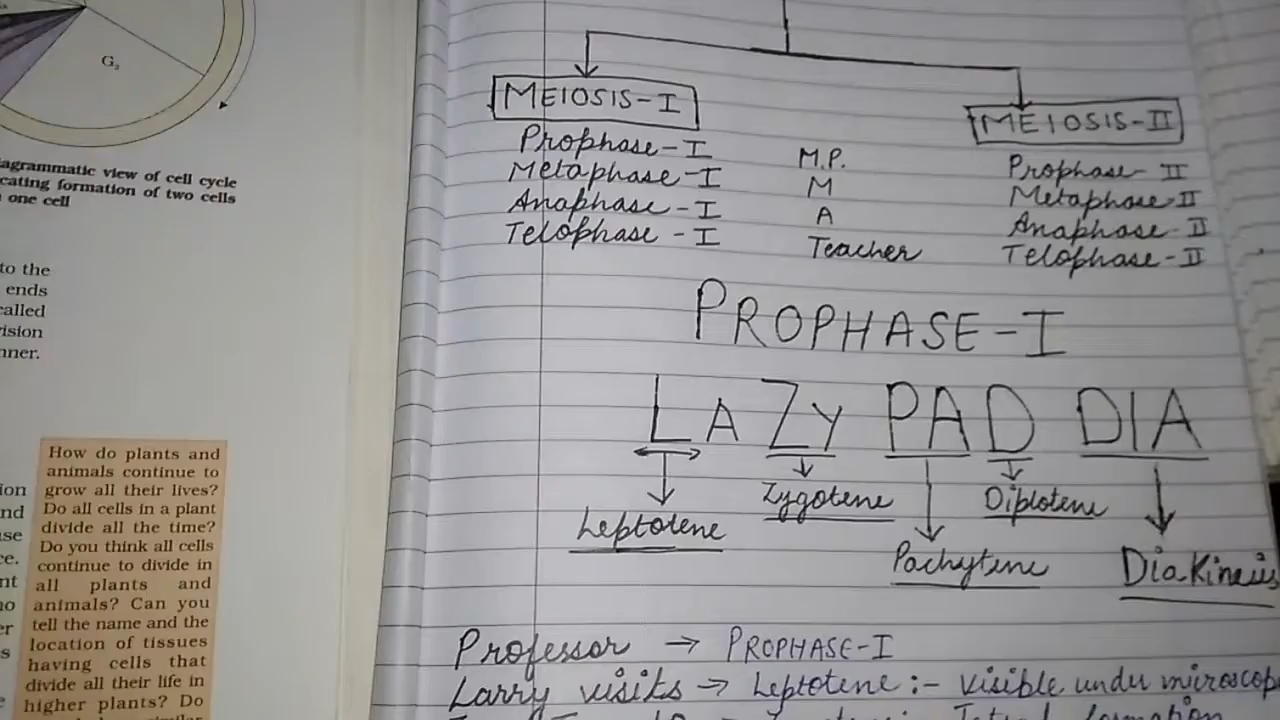 G₂
agrammatic view of cell cycle
cating formation of two cells
one cell
to the
ends
called
vision
nner.
How do plants and
animals continue to
grow all their lives?
Do all cells in a plant
divide all the time?
Do you think all cells
continue to divide in
all plants and
animals? Can you
tell the name and the
location of tissues
having cells that
divide all their life in
higher plants? Do
MEIOSIS-I
Prophase-I
Metaphase-I
Anaphase-I
Telophase-I
M.P.
M
A
Teacher
MEIOSIS-II
Prophase II
Metaphase II
Anaphase-II
Telophase-II
PROPHASE-I
LAZY PAD DIA
Leptotene
Zygotene
Pachytene
Diplotene
Diakinesis
Professor → PROPHASE-I
Larry visits → Leptotene:- visible under microscop